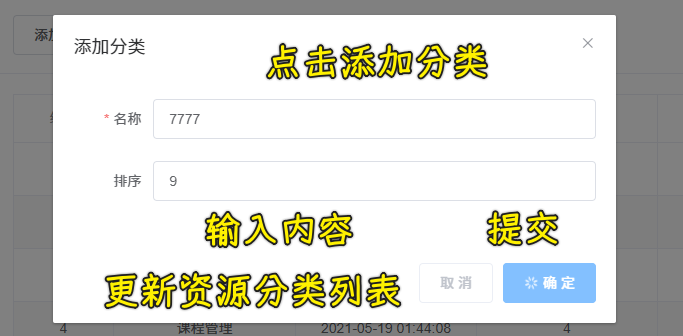 添加
添加分类
点击添加分类
* 名称 7777
排序 9
输入内容 提交
取消 确定
更新资源分类列表
4 课程管理 2021-05-19 01:44:08 4